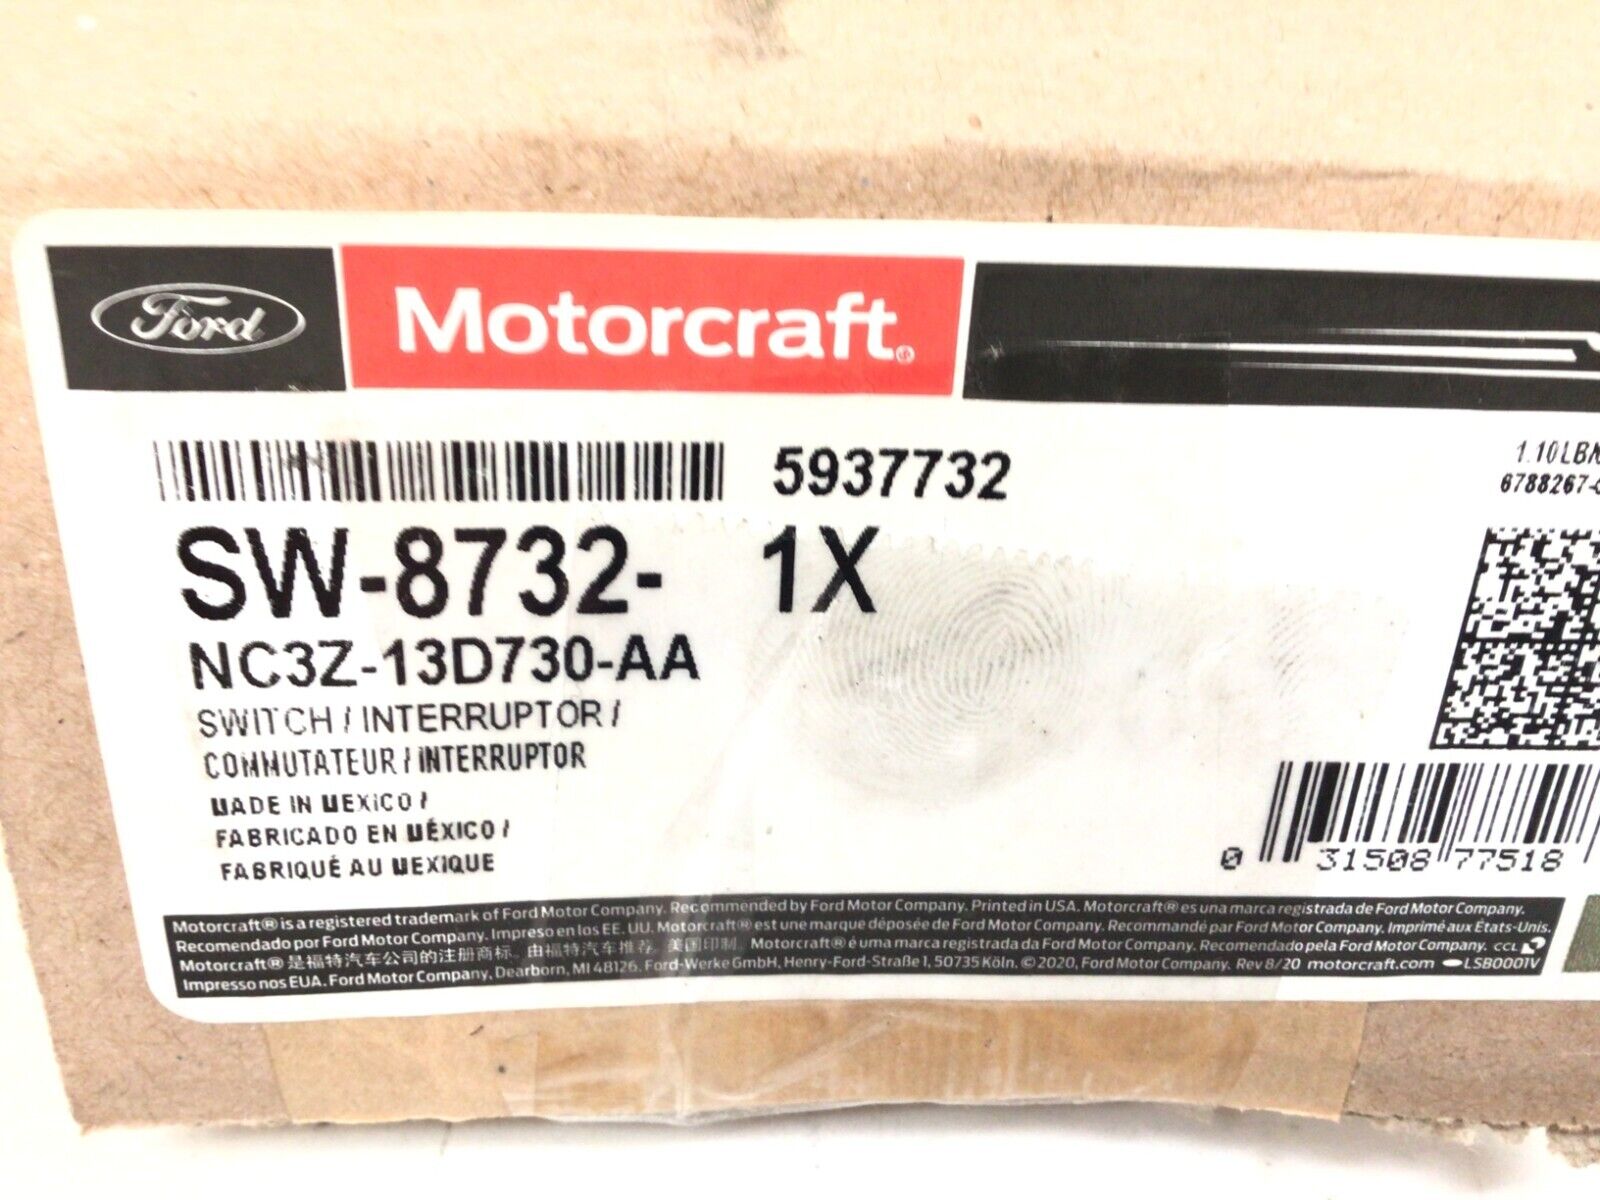 Ford
Motorcraft®
5937732
1.10LB/
6788267-
SW-8732- 1X
NC3Z-13D730-AA
SWITCH / INTERRUPTOR /
COMMUTATEUR / INTERRUPTOR
MADE IN MEXICO /
FABRICADO EN MÉXICO /
FABRIQUÉ AU MEXIQUE
0 31508 77518
Motorcraft® is a registered trademark of Ford Motor Company. Recommended by Ford Motor Company. Printed in USA. Motorcraft® es una marca registrada de Ford Motor Company.
Recomendado por Ford Motor Company. Impreso en los EE. UU. Motorcraft® est une marque déposée de Ford Motor Company. Recommandé par Ford Motor Company. Imprimé aux États-Unis.
Motorcraft® 是福特汽车公司的注册商标。由福特汽车推荐。美国印制。Motorcraft® é uma marca registrada da Ford Motor Company. Recomendado pela Ford Motor Company. CCL
Impresso nos EUA. Ford Motor Company, Dearborn, MI 48126. Ford-Werke GmbH, Henry-Ford-Straße 1, 50735 Köln. © 2020, Ford Motor Company. Rev 8/20 motorcraft.com LSB0001V